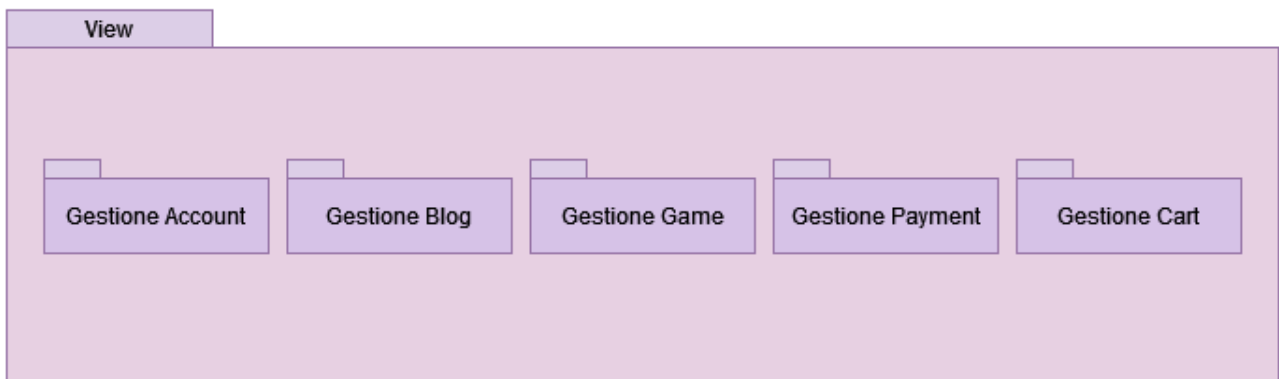 View
Gestione Account
Gestione Blog
Gestione Game
Gestione Payment
Gestione Cart